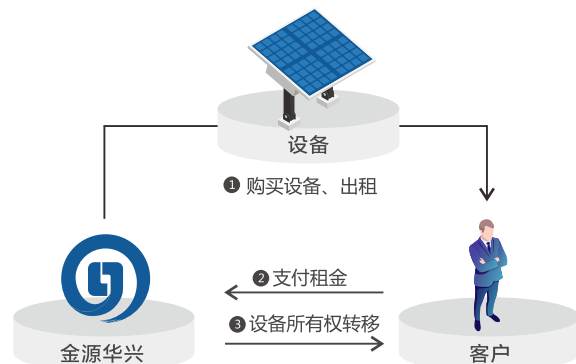 设备
❶ 购买设备、出租
❷ 支付租金
❸ 设备所有权转移
金源华兴
客户